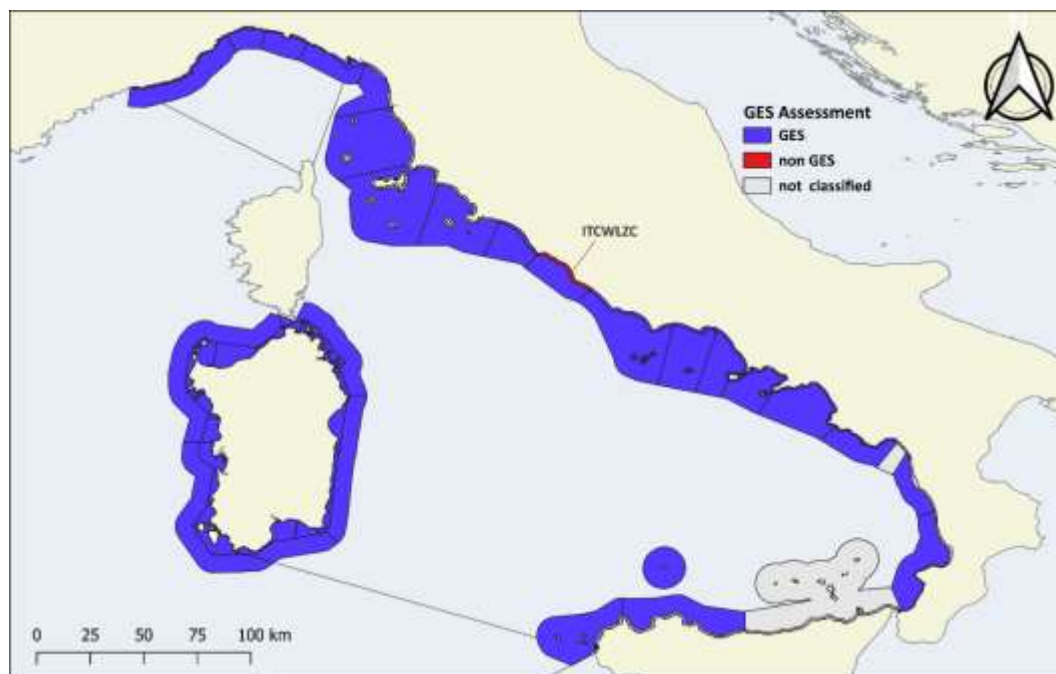 GES Assessment
GES
non GES
not classified
ITCWLZC
0 25 50 75 100 km